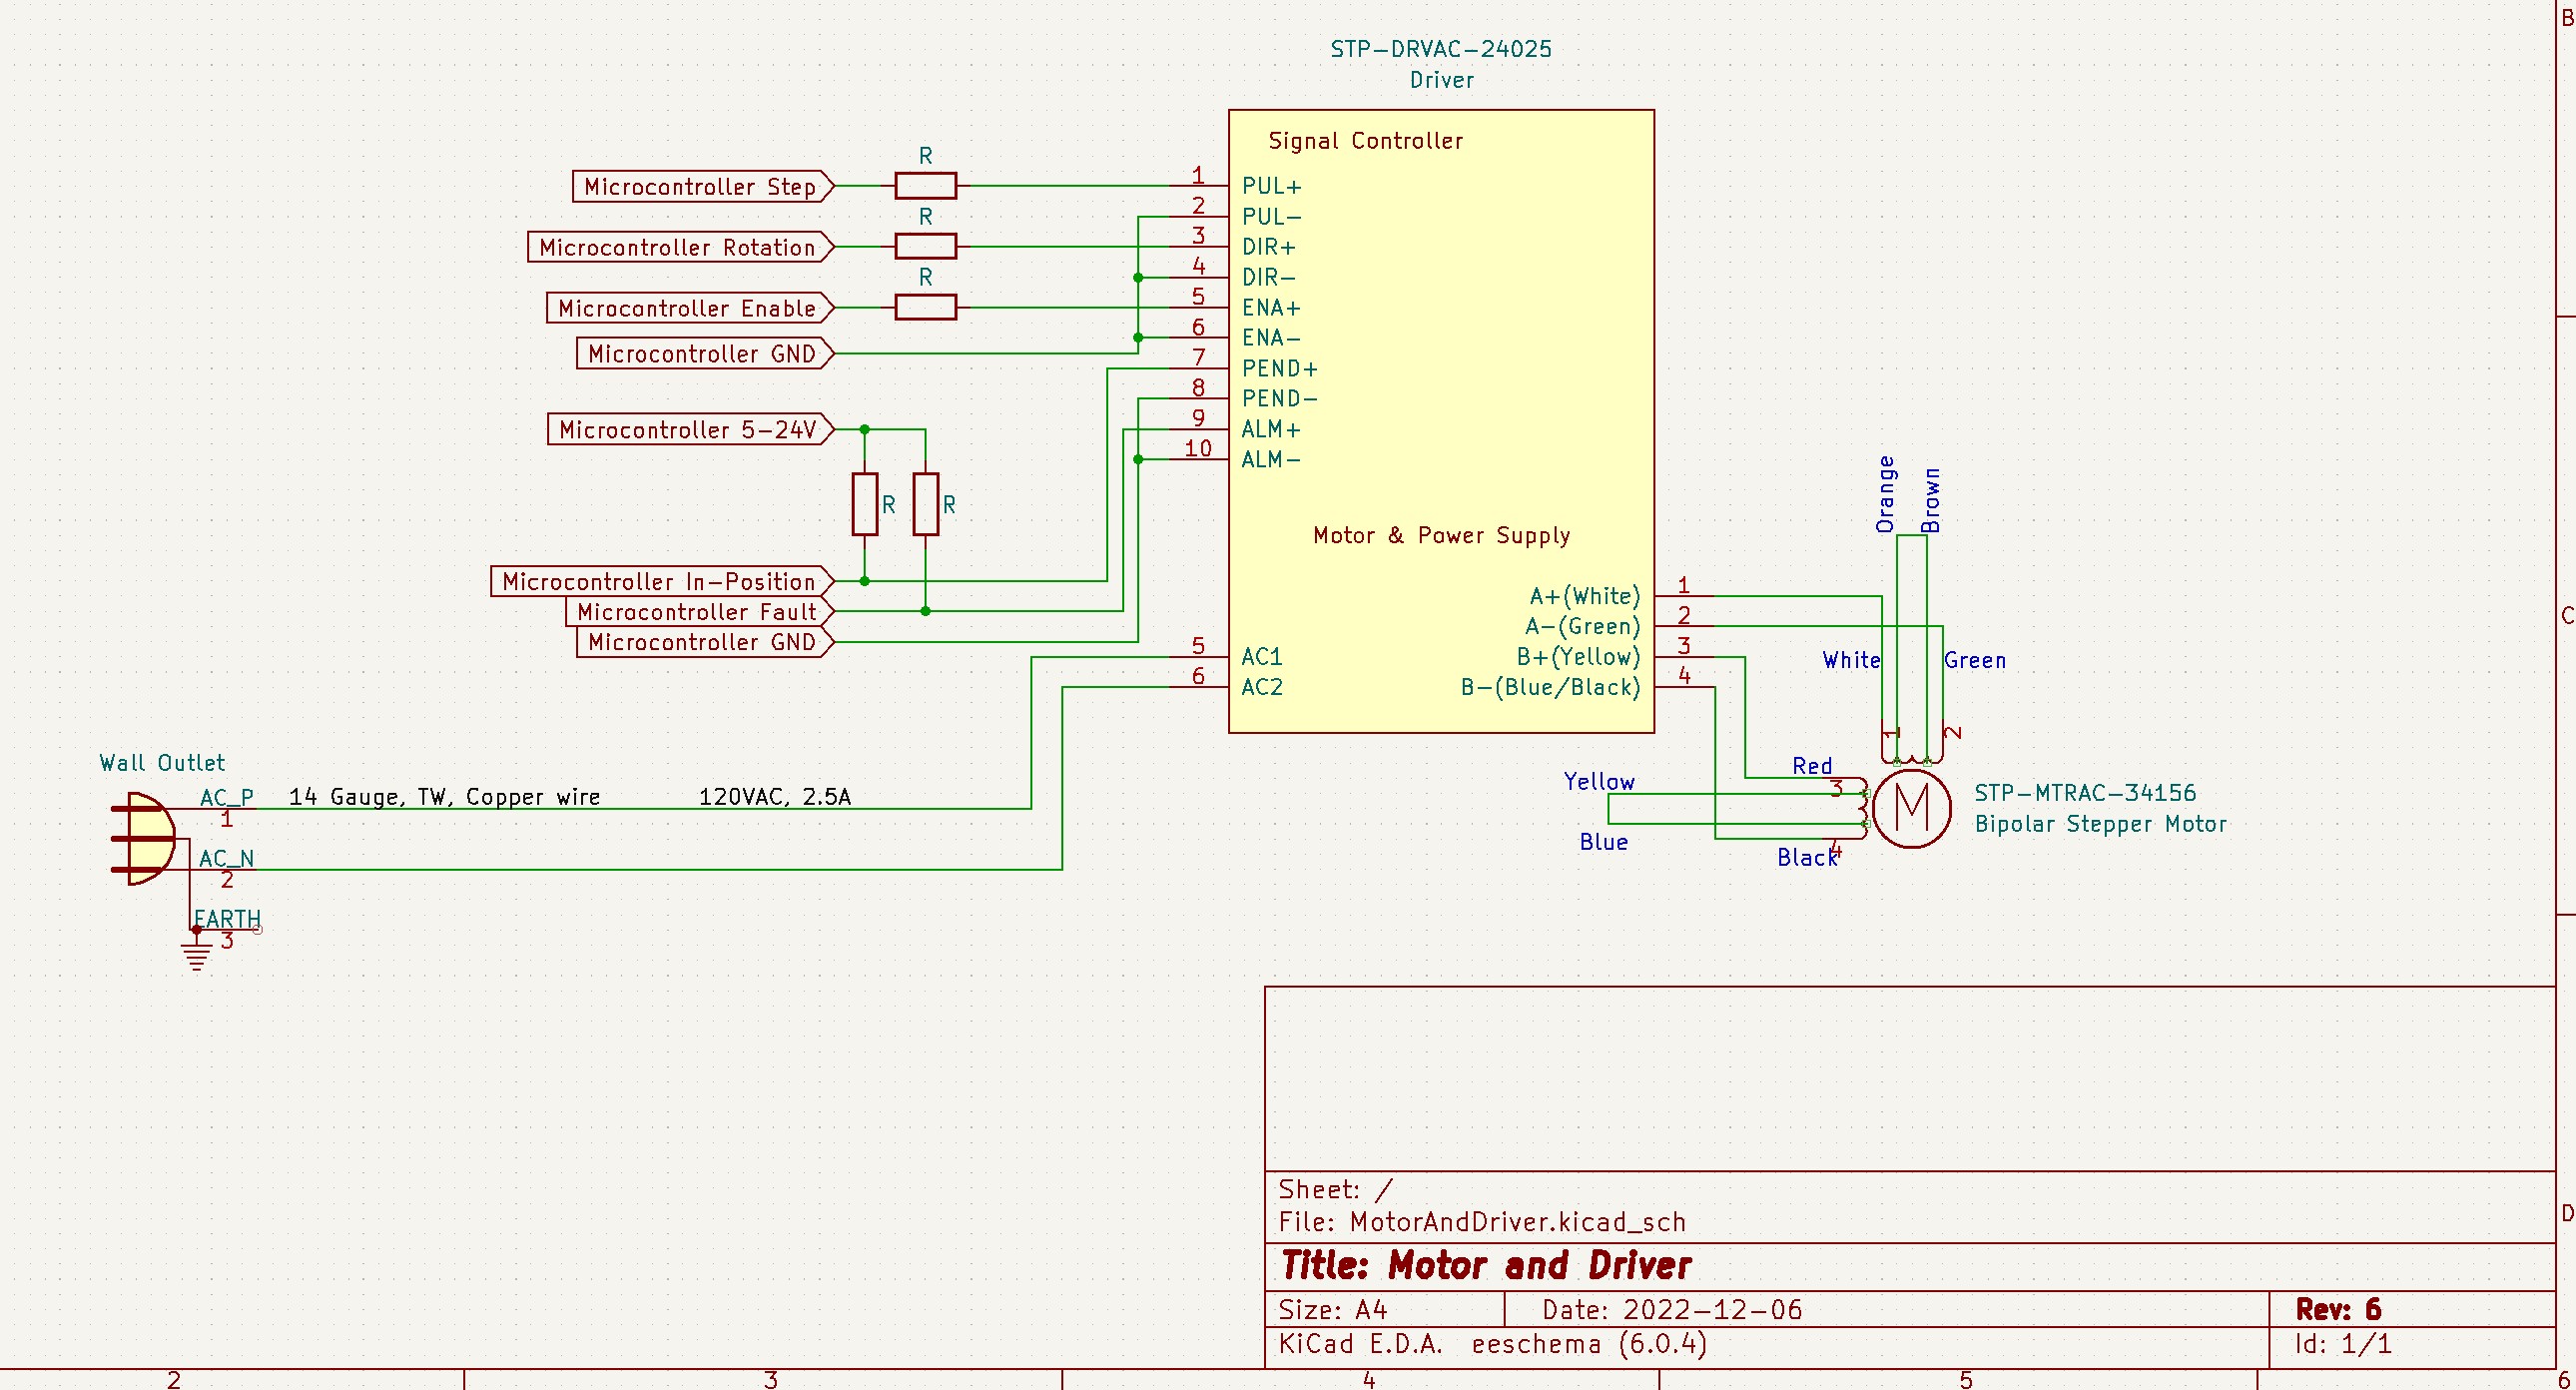 B
STP-DRVAC-24025
Driver
Signal Controller
R
Microcontroller Step
1
PUL+
2
PUL-
R
Microcontroller Rotation
3
DIR+
4
DIR-
R
Microcontroller Enable
5
ENA+
6
ENA-
Microcontroller GND
7
PEND+
8
PEND-
Microcontroller 5-24V
9
ALM+
10
ALM-
R
R
Motor & Power Supply
Orange
Brown
Microcontroller In-Position
Microcontroller Fault
Microcontroller GND
A+(White)
1
A-(Green)
2
C
5
AC1
B+(Yellow)
3
6
AC2
B-(Blue/Black)
4
White
Green
1
2
Wall Outlet
AC_P
1
14 Gauge, TW, Copper wire
120VAC, 2.5A
Red
Yellow
3
M
STP-MTRAC-34156
Bipolar Stepper Motor
Blue
Black
4
AC_N
2
EARTH
3
Sheet: /
File: MotorAndDriver.kicad_sch
D
Title: Motor and Driver
Size: A4
Date: 2022-12-06
Rev: 6
KiCad E.D.A. eeschema (6.0.4)
Id: 1/1
2
3
4
5
6